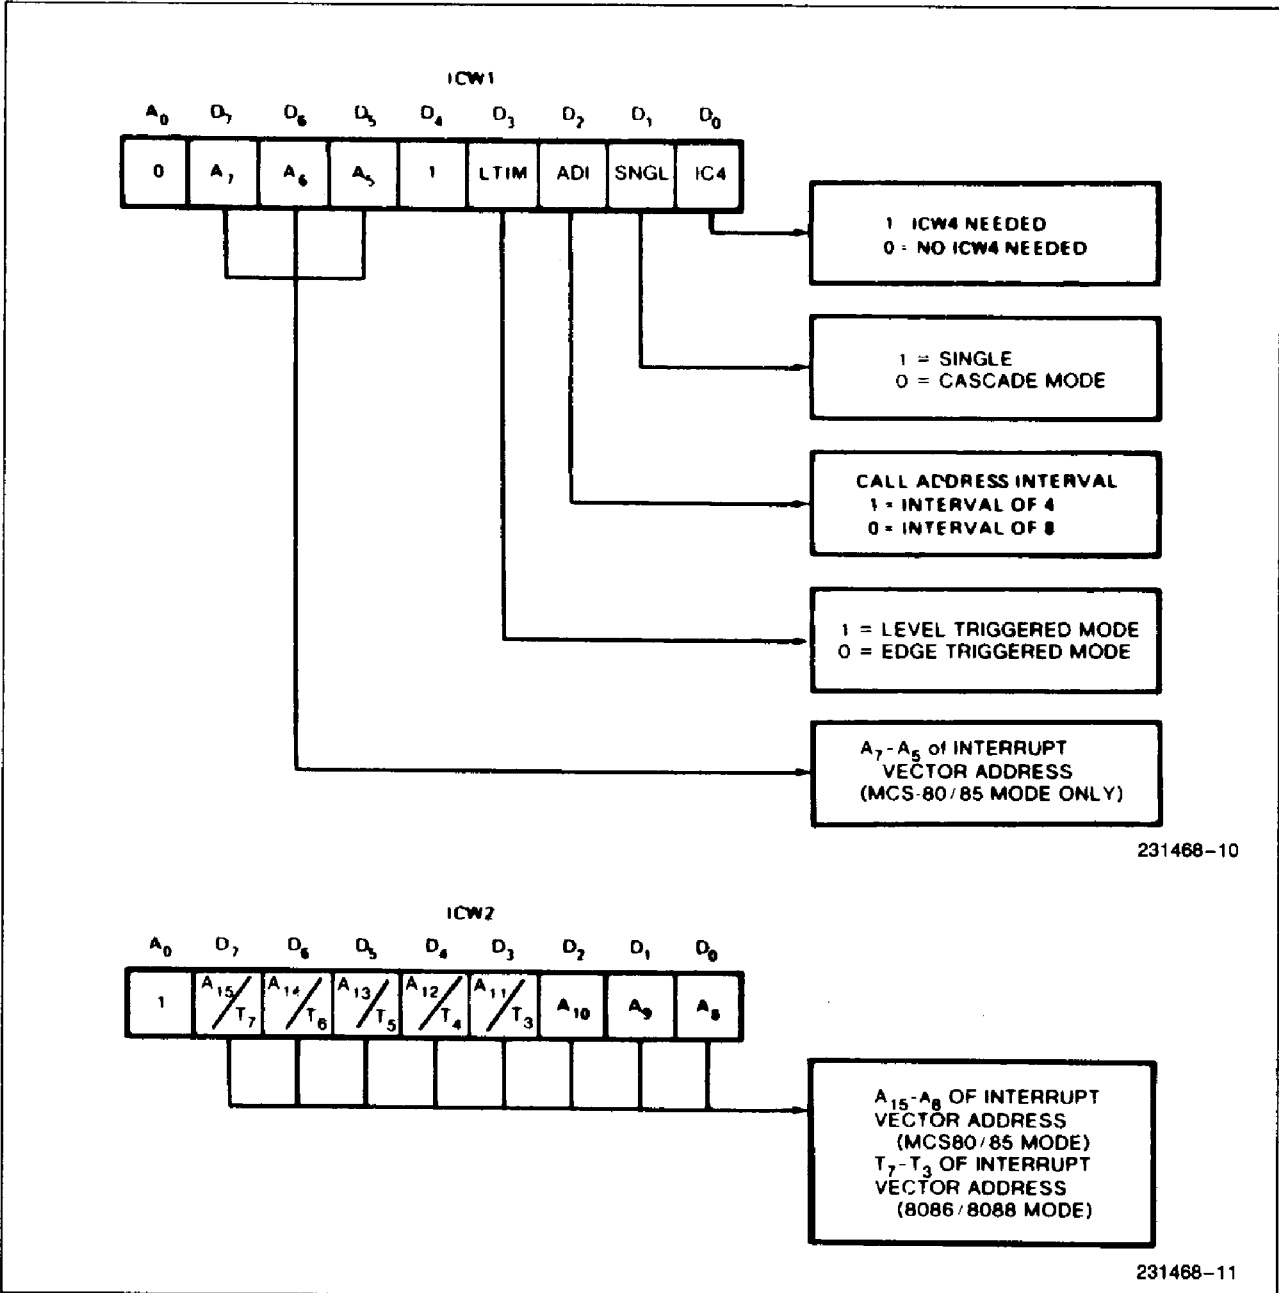 ICW1
A₀ D₇ D₆ D₅ D₄ D₃ D₂ D₁ D₀
0 A₇ A₆ A₅ 1 LTIM ADI SNGL IC4
1 ICW4 NEEDED
0 = NO ICW4 NEEDED
1 = SINGLE
0 = CASCADE MODE
CALL ADDRESS INTERVAL
1 = INTERVAL OF 4
0 = INTERVAL OF 8
1 = LEVEL TRIGGERED MODE
0 = EDGE TRIGGERED MODE
A₇-A₅ of INTERRUPT
VECTOR ADDRESS
(MCS-80/85 MODE ONLY)
231468-10
ICW2
A₀ D₇ D₆ D₅ D₄ D₃ D₂ D₁ D₀
1 A₁₅/T₇ A₁₄/T₆ A₁₃/T₅ A₁₂/T₄ A₁₁/T₃ A₁₀ A₉ A₈
A₁₅-A₈ OF INTERRUPT
VECTOR ADDRESS
(MCS80/85 MODE)
T₇-T₃ OF INTERRUPT
VECTOR ADDRESS
(8086/8088 MODE)
231468-11